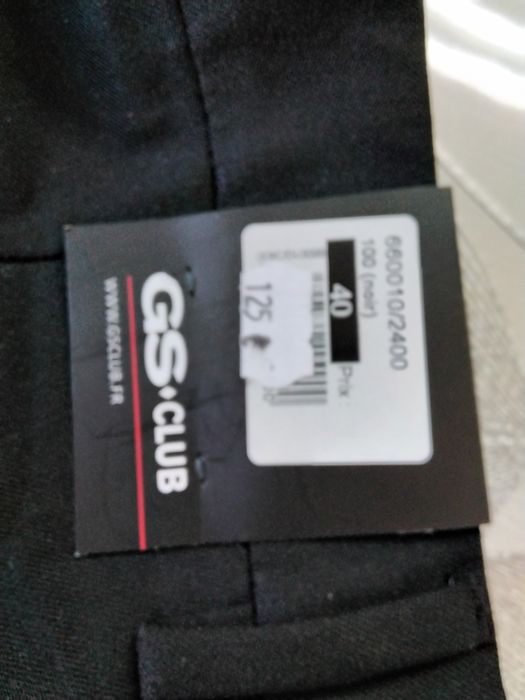 660010/2400
100 (noir)
40
Prix :
125 €
GS•CLUB
WWW.GSCLUB.FR